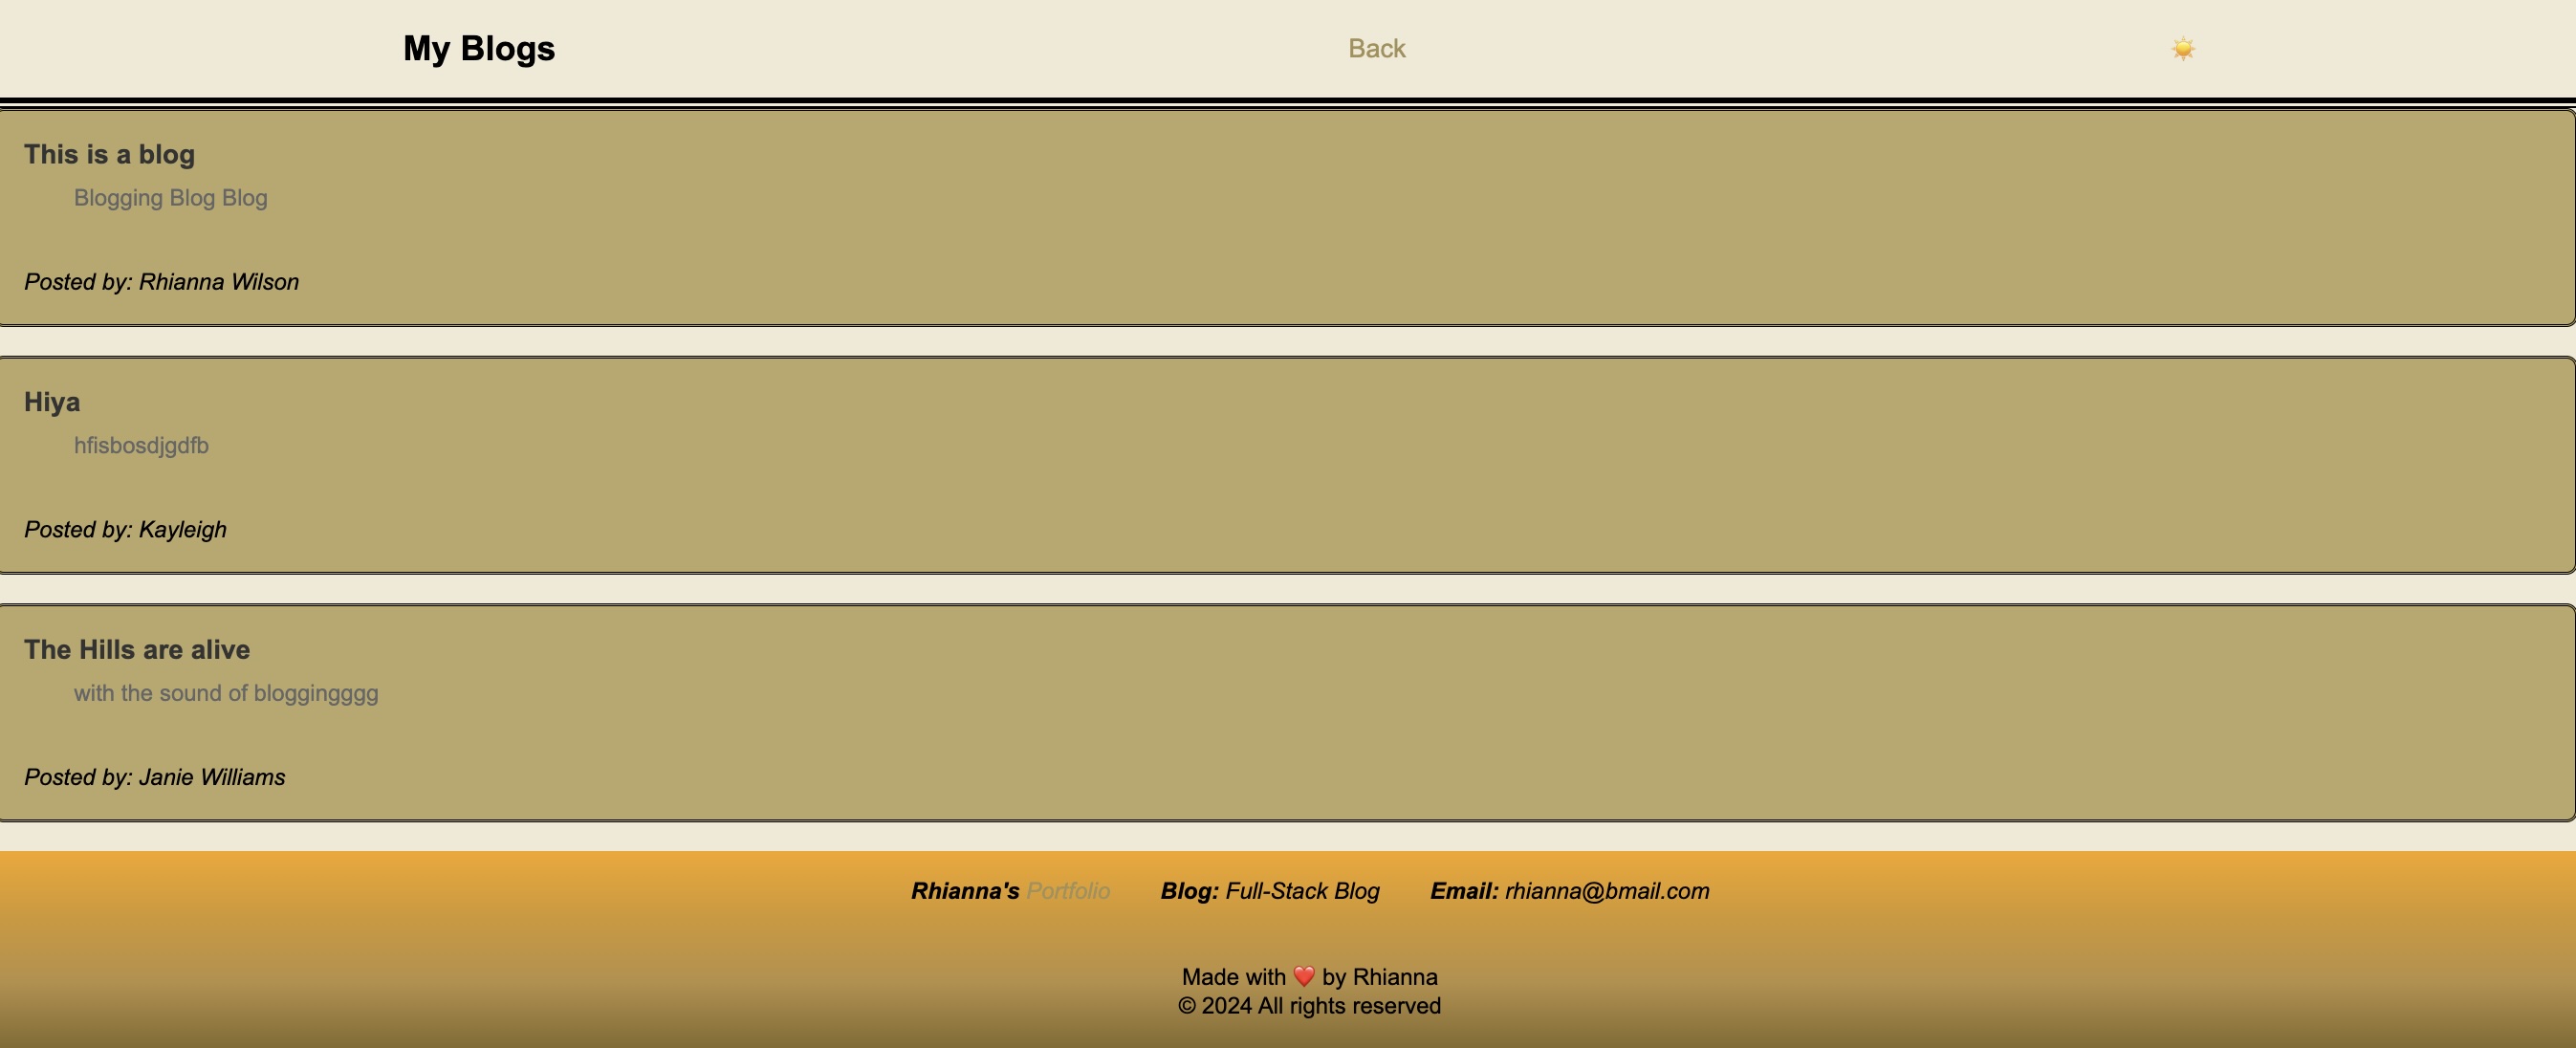 My Blogs Back ☀️
This is a blog
Blogging Blog Blog
Posted by: Rhianna Wilson
Hiya
hfisbosdjgdfb
Posted by: Kayleigh
The Hills are alive
with the sound of bloggingggg
Posted by: Janie Williams
Rhianna's Portfolio Blog: Full-Stack Blog Email: rhianna@bmail.com
Made with ❤️ by Rhianna
© 2024 All rights reserved